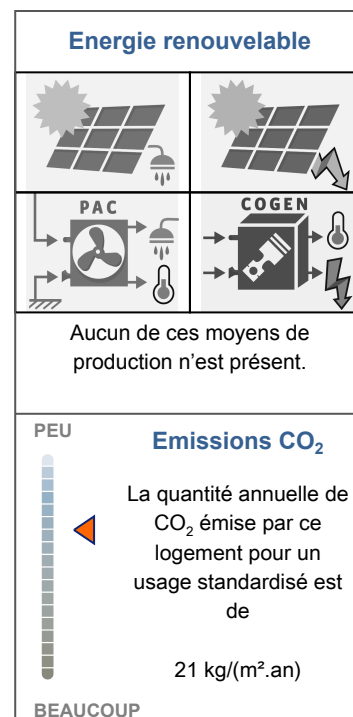 Energie renouvelable
PAC
COGEN
Aucun de ces moyens de
production n'est présent.
PEU
Emissions CO₂
La quantité annuelle de
CO₂ émise par ce
logement pour un
usage standardisé est
de
21 kg/(m².an)
BEAUCOUP